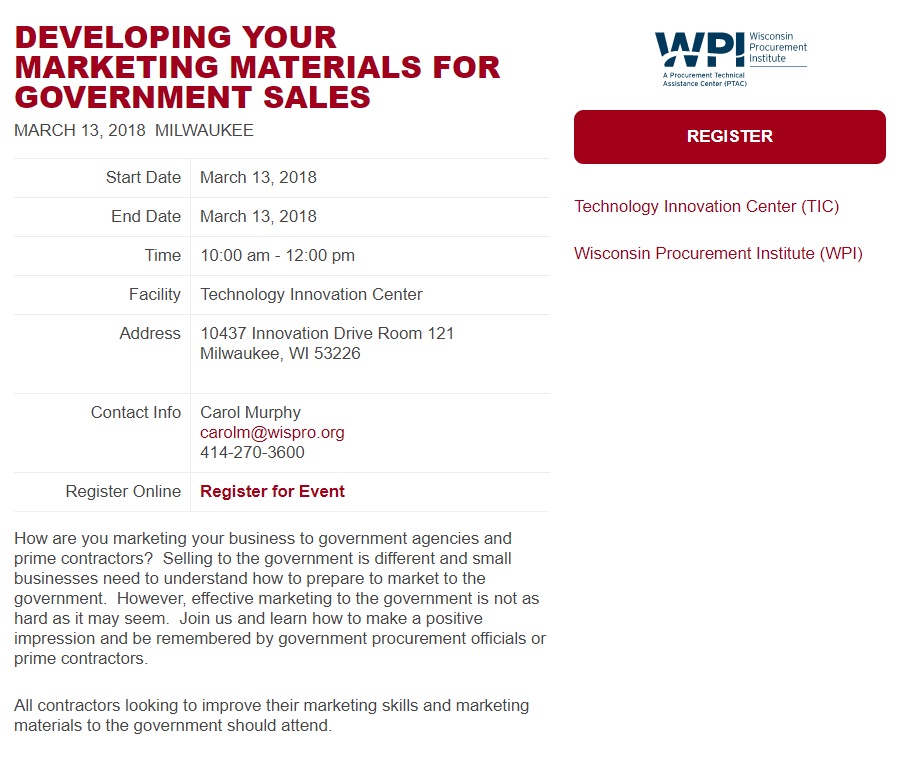 DEVELOPING YOUR
MARKETING MATERIALS FOR
GOVERNMENT SALES
MARCH 13, 2018  MILWAUKEE
Start Date March 13, 2018
End Date March 13, 2018
Time 10:00 am - 12:00 pm
Facility Technology Innovation Center
Address 10437 Innovation Drive Room 121
Milwaukee, WI 53226
Contact Info Carol Murphy
carolm@wispro.org
414-270-3600
Register Online Register for Event
How are you marketing your business to government agencies and
prime contractors?  Selling to the government is different and small
businesses need to understand how to prepare to market to the
government.  However, effective marketing to the government is not as
hard as it may seem.  Join us and learn how to make a positive
impression and be remembered by government procurement officials or
prime contractors.
All contractors looking to improve their marketing skills and marketing
materials to the government should attend.
WPI Wisconsin
Procurement
Institute
A Procurement Technical
Assistance Center (PTAC)
REGISTER
Technology Innovation Center (TIC)
Wisconsin Procurement Institute (WPI)